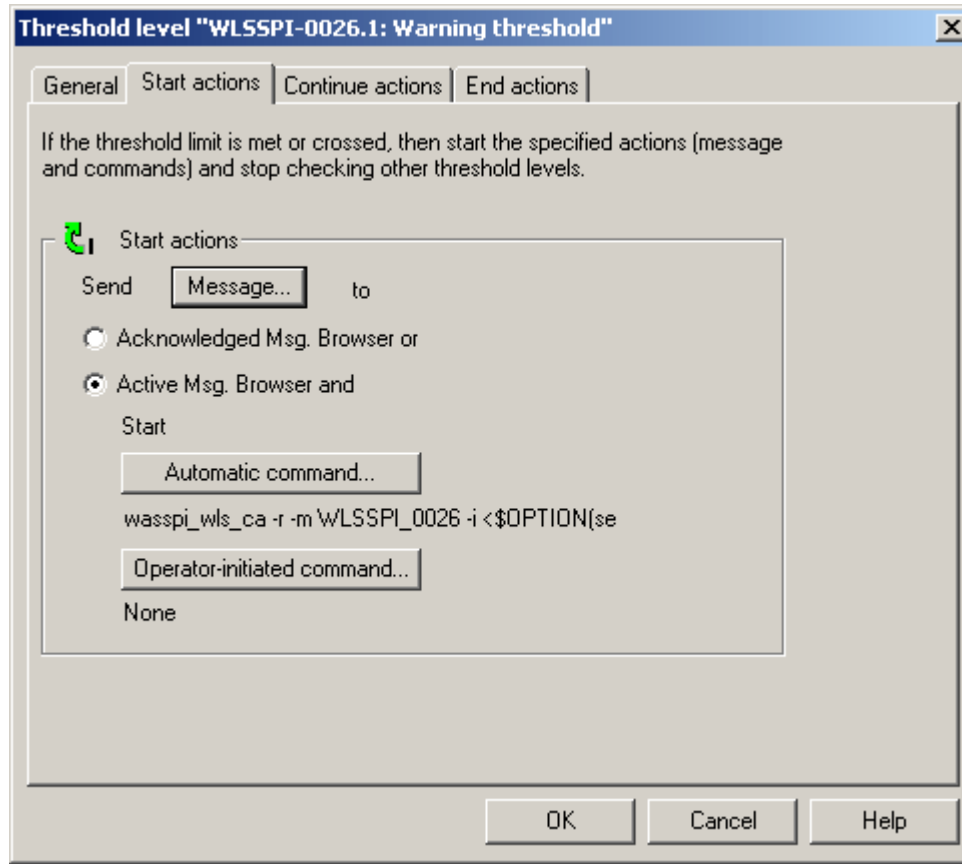 Threshold level "WLSSPI-0026.1: Warning threshold"
General Start actions Continue actions End actions
If the threshold limit is met or crossed, then start the specified actions (message
and commands) and stop checking other threshold levels.
Start actions
Send Message... to
Acknowledged Msg. Browser or
Active Msg. Browser and
Start
Automatic command...
wasspi_wls_ca -r -m WLSSPI_0026 -i <$OPTION(se
Operator-initiated command...
None
OK Cancel Help